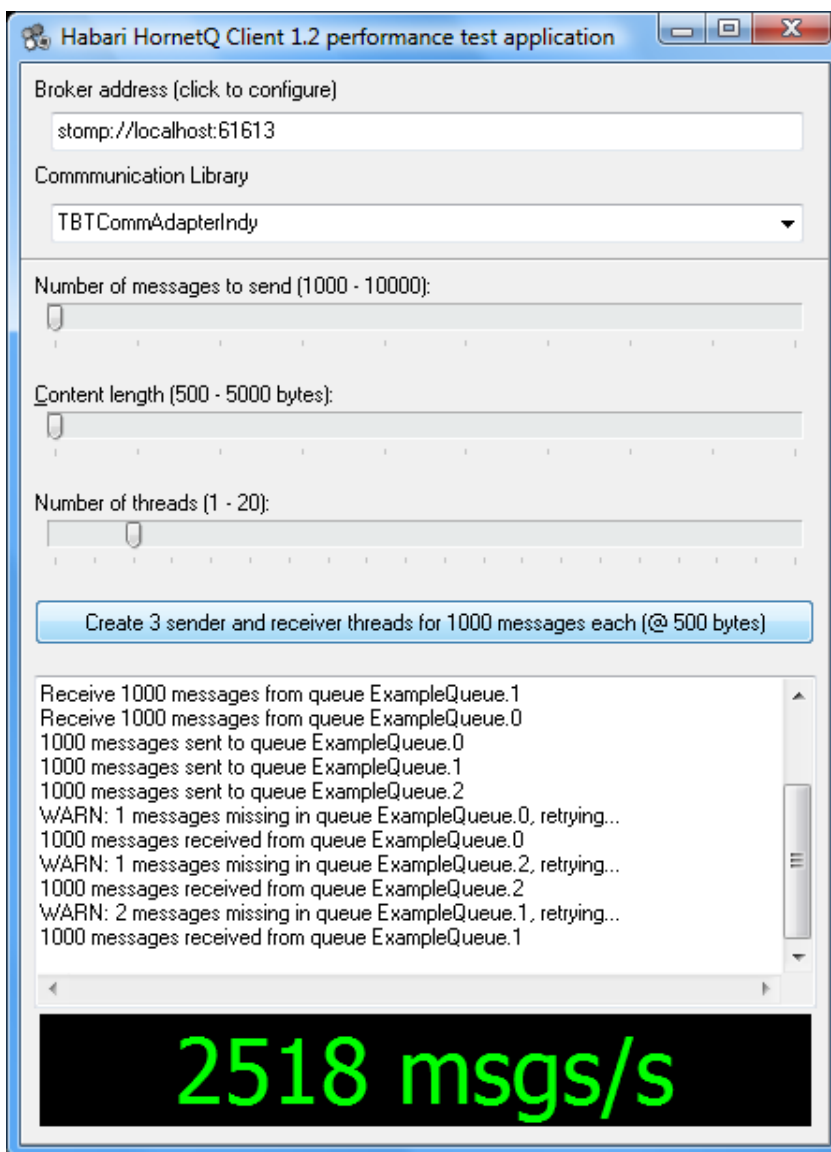 Habari HornetQ Client 1.2 performance test application
Broker address (click to configure)
stomp://localhost:61613
Commmunication Library
TBTCommAdapterIndy
Number of messages to send (1000 - 10000):
Content length (500 - 5000 bytes):
Number of threads (1 - 20):
Create 3 sender and receiver threads for 1000 messages each (@ 500 bytes)
Receive 1000 messages from queue ExampleQueue.1
Receive 1000 messages from queue ExampleQueue.0
1000 messages sent to queue ExampleQueue.0
1000 messages sent to queue ExampleQueue.1
1000 messages sent to queue ExampleQueue.2
WARN: 1 messages missing in queue ExampleQueue.0, retrying...
1000 messages received from queue ExampleQueue.0
WARN: 1 messages missing in queue ExampleQueue.2, retrying...
1000 messages received from queue ExampleQueue.2
WARN: 2 messages missing in queue ExampleQueue.1, retrying...
1000 messages received from queue ExampleQueue.1
2518 msgs/s